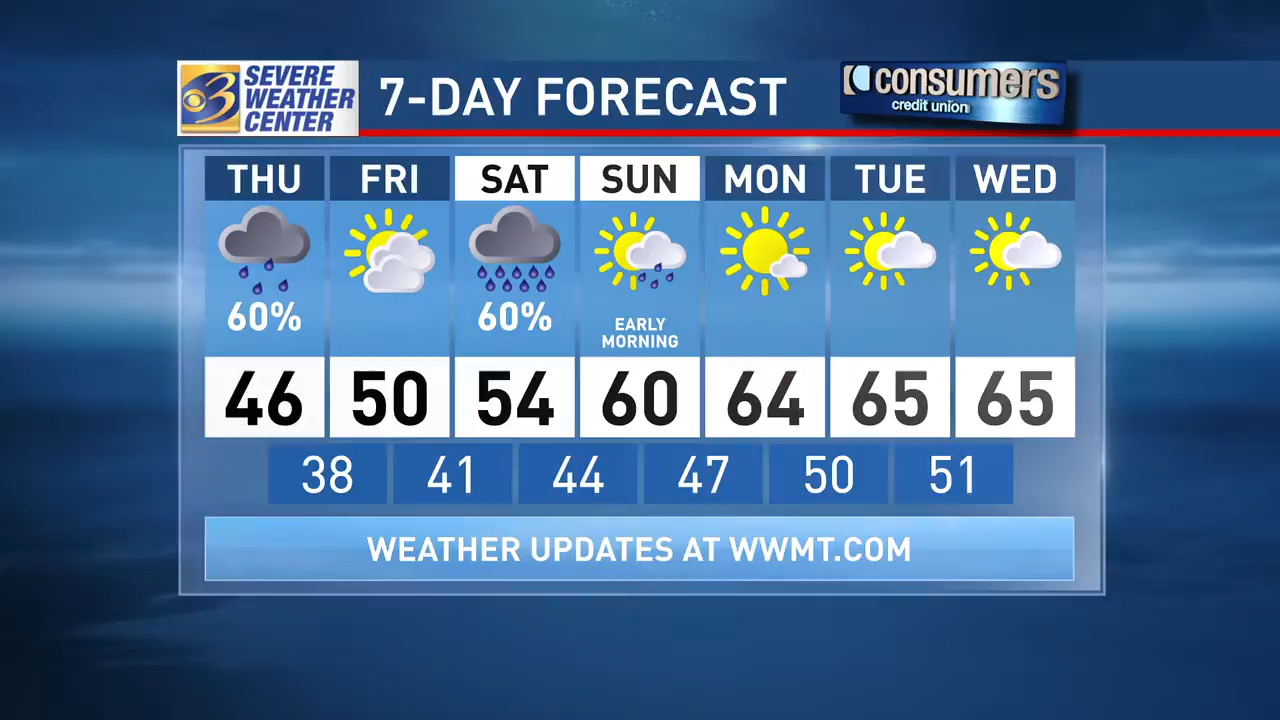 3 SEVERE
WEATHER
CENTER
7-DAY FORECAST
consumers
credit union
THU FRI SAT SUN MON TUE WED
60% 60% EARLY
MORNING
46 50 54 60 64 65 65
38 41 44 47 50 51
WEATHER UPDATES AT WWMT.COM